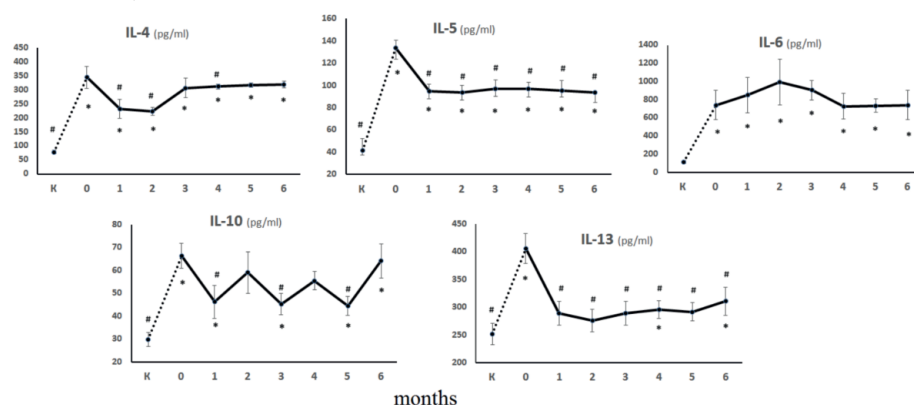 IL-4 (pg/ml)
450
400
350
300
250
200
150
100
50
0
# # # #
* * * * * * *
K 0 1 2 3 4 5 6
IL-5 (pg/ml)
160
140
120
100
80
60
40
20
0
# # # # # # #
* * * * * * *
K 0 1 2 3 4 5 6
IL-6 (pg/ml)
1400
1200
1000
800
600
400
200
0
* * * * * * *
K 0 1 2 3 4 5 6
IL-10 (pg/ml)
80
70
60
50
40
30
20
# # # #
* * * * *
K 0 1 2 3 4 5 6
IL-13 (pg/ml)
450
400
350
300
250
200
# # # # # # #
* * *
K 0 1 2 3 4 5 6
months